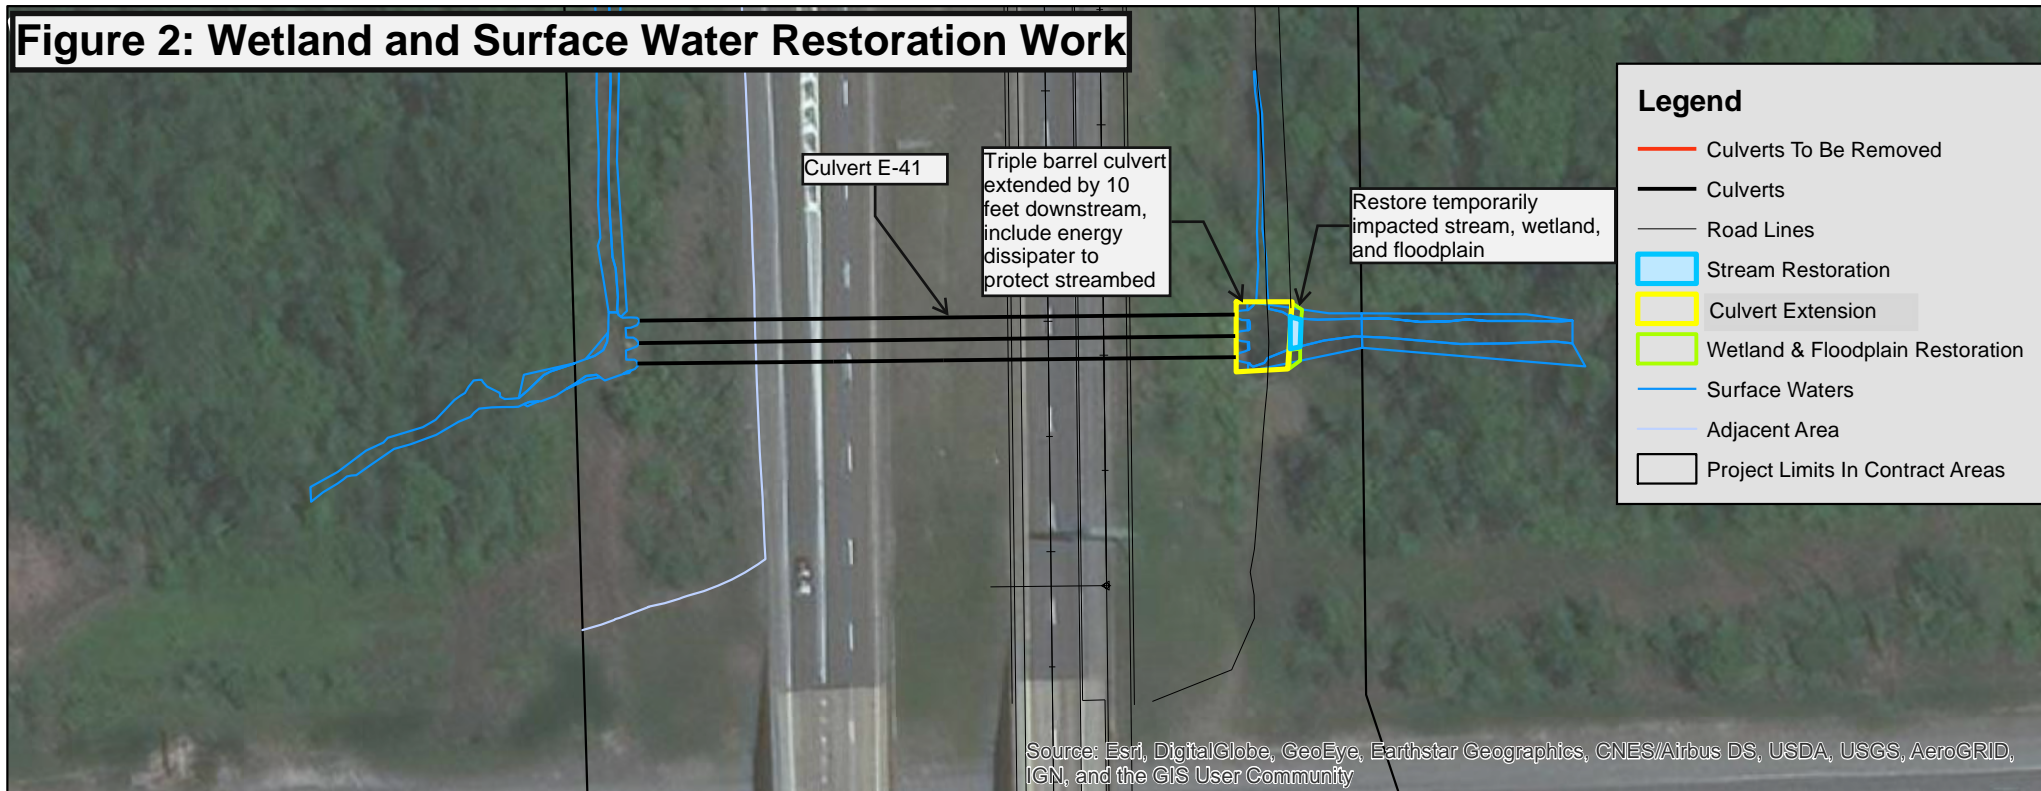 Figure 2: Wetland and Surface Water Restoration Work
Culvert E-41
Triple barrel culvert
extended by 10
feet downstream,
include energy
dissipater to
protect streambed
Restore temporarily
impacted stream, wetland,
and floodplain
Legend
Culverts To Be Removed
Culverts
Road Lines
Stream Restoration
Culvert Extension
Wetland & Floodplain Restoration
Surface Waters
Adjacent Area
Project Limits In Contract Areas
Source: Esri, DigitalGlobe, GeoEye, Earthstar Geographics, CNES/Airbus DS, USDA, USGS, AeroGRID,
IGN, and the GIS User Community